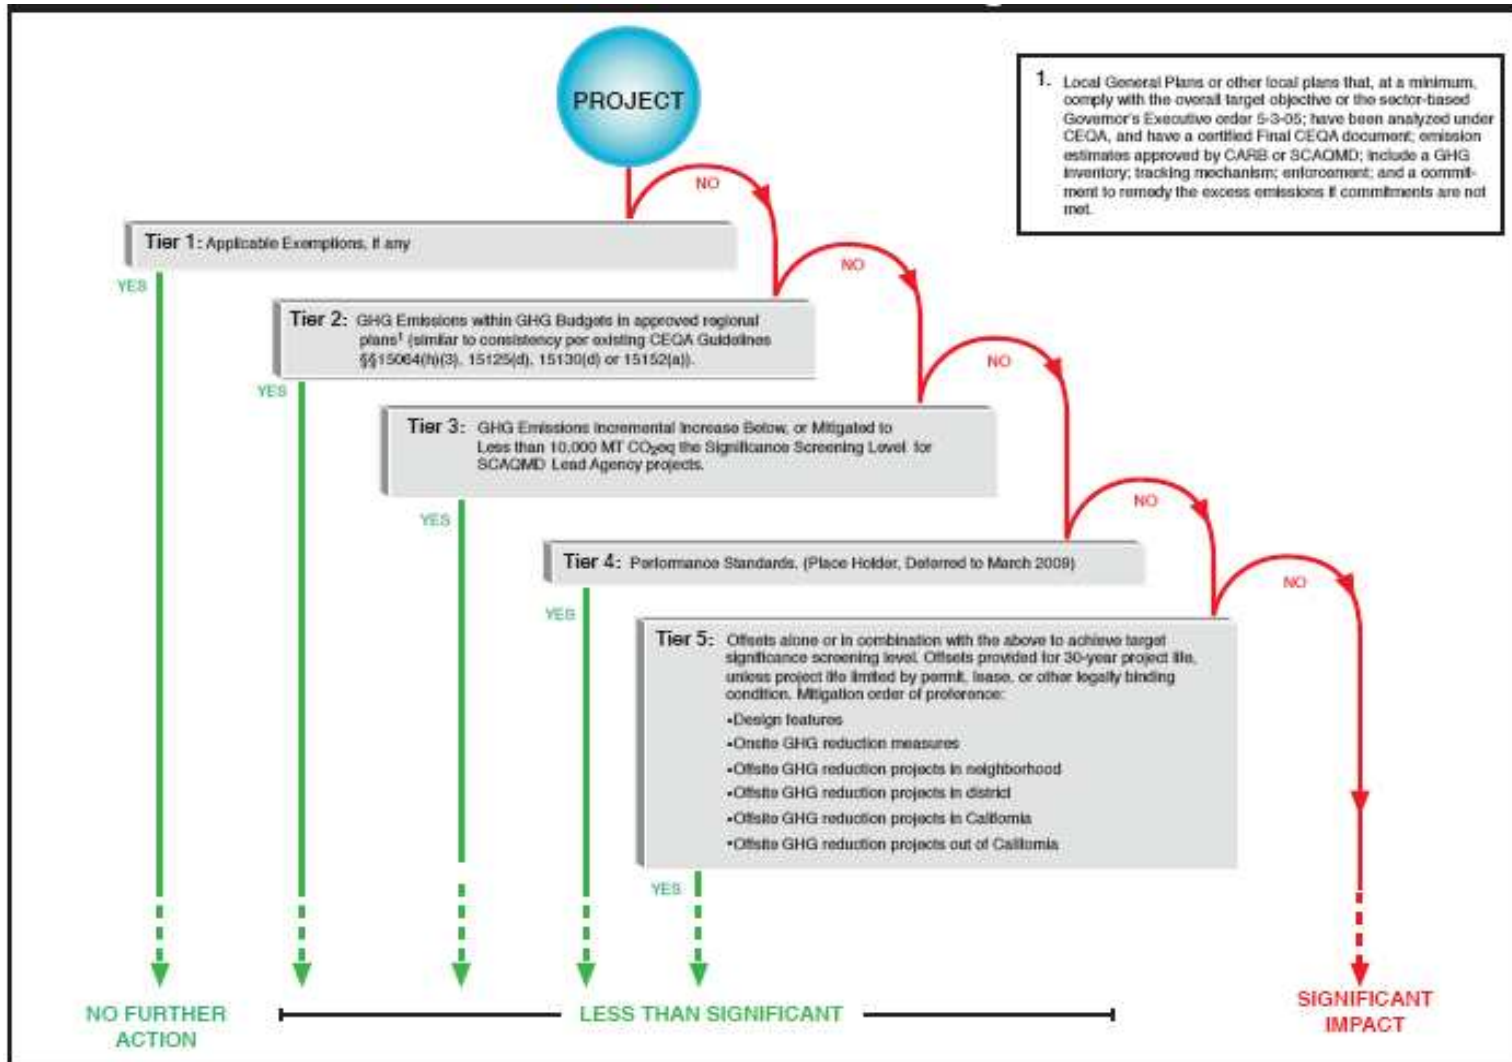 PROJECT
1. Local General Plans or other local plans that, at a minimum,
comply with the overall target objective or the sector-based
Governor's Executive order 5-3-05; have been analyzed under
CEQA, and have a certified Final CEQA document; emission
estimates approved by CARB or SCAQMD; include a GHG
inventory; tracking mechanism; enforcement; and a commit-
ment to remedy the excess emissions if commitments are not
met.
NO
Tier 1: Applicable Exemptions, if any
YES
NO
Tier 2: GHG Emissions within GHG Budgets in approved regional
plans¹ (similar to consistency per existing CEQA Guidelines
§§15064(h)(3), 15125(d), 15130(d) or 15152(a)).
YES
NO
Tier 3: GHG Emissions Incremental Increase Below, or Mitigated to
Less than 10,000 MT CO₂eq the Significance Screening Level for
SCAQMD Lead Agency projects.
YES
NO
Tier 4: Performance Standards. (Place Holder, Deferred to March 2009)
YES
NO
Tier 5: Offsets alone or in combination with the above to achieve target
significance screening level. Offsets provided for 30-year project life,
unless project life limited by permit, lease, or other legally binding
condition. Mitigation order of preference:
•Design features
•Onsite GHG reduction measures
•Offsite GHG reduction projects in neighborhood
•Offsite GHG reduction projects in district
•Offsite GHG reduction projects in California
•Offsite GHG reduction projects out of California
YES
NO FURTHER
ACTION
LESS THAN SIGNIFICANT
SIGNIFICANT
IMPACT